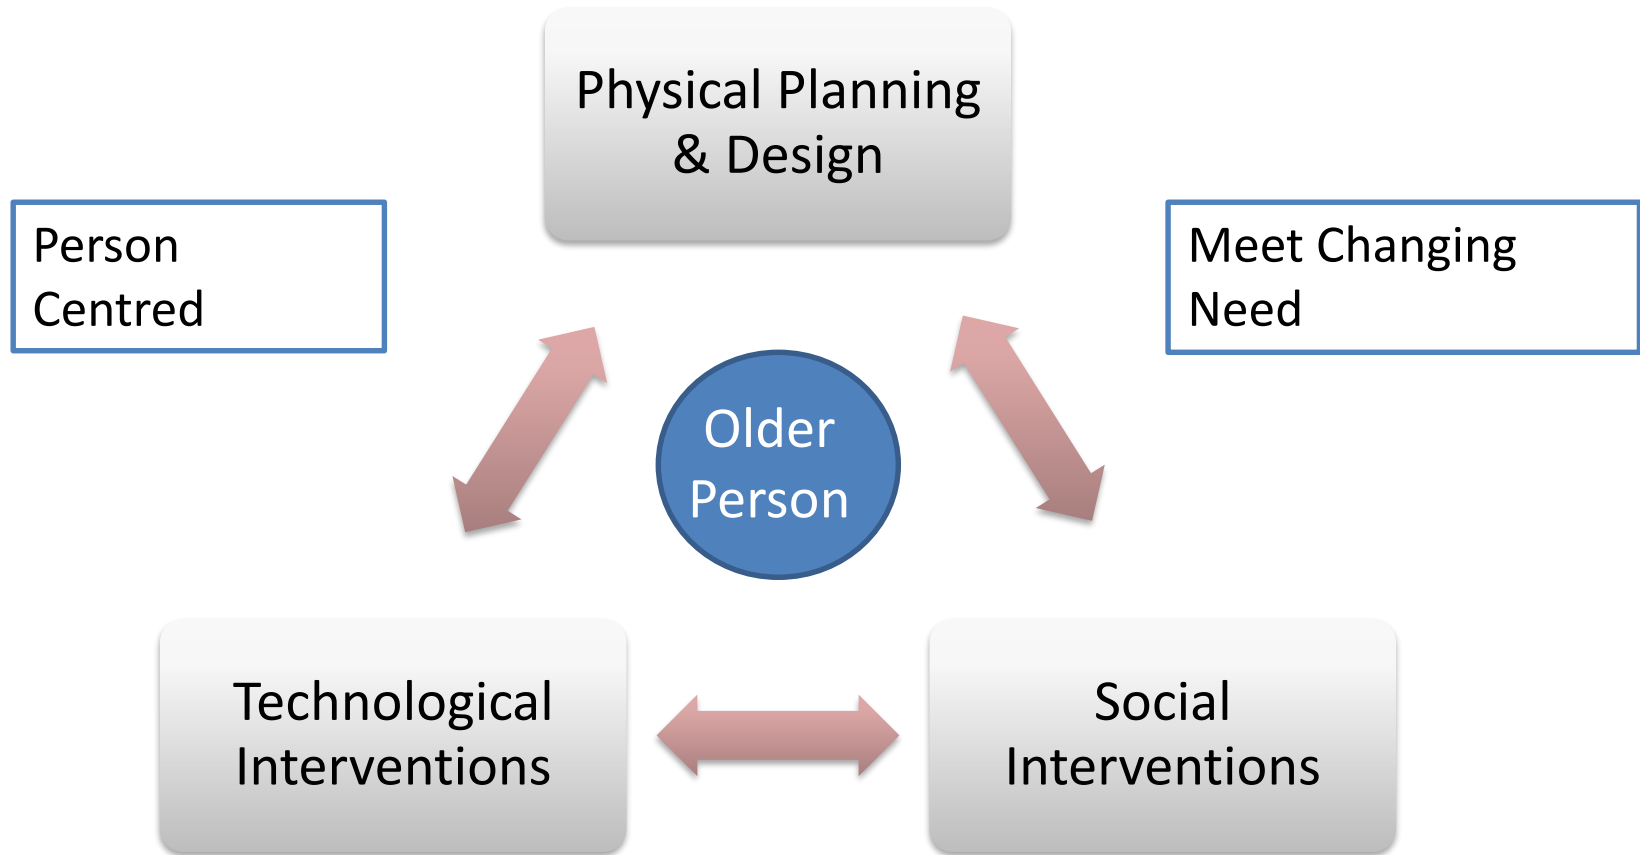 Physical Planning
& Design
Person
Centred
Meet Changing
Need
Older
Person
Technological
Interventions
Social
Interventions